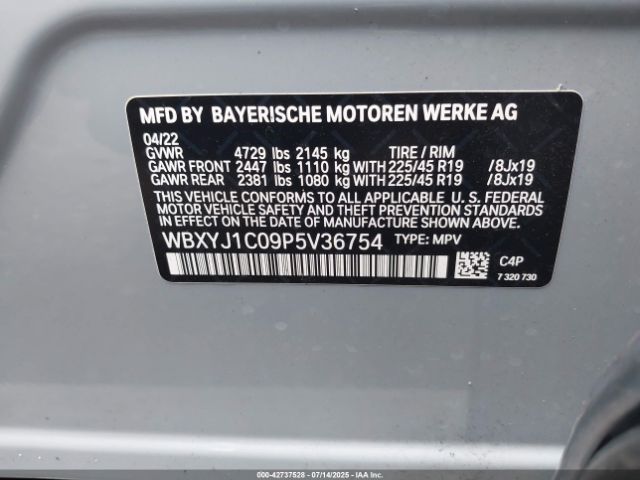 MFD BY BAYERISCHE MOTOREN WERKE AG
04/22
GVWR 4729 lbs 2145 kg TIRE / RIM
GAWR FRONT 2447 lbs 1110 kg WITH 225/45 R19 /8Jx19
GAWR REAR 2381 lbs 1080 kg WITH 225/45 R19 /8Jx19
THIS VEHICLE CONFORMS TO ALL APPLICABLE U. S. FEDERAL
MOTOR VEHICLE SAFETY, BUMPER, AND THEFT PREVENTION STANDARDS
IN EFFECT ON THE DATE OF MANUFACTURE SHOWN ABOVE.
WBXYJ1C09P5V36754 TYPE: MPV
C4P
7 320 730
000-42737528 - 07/14/2025 - IAAI.COM